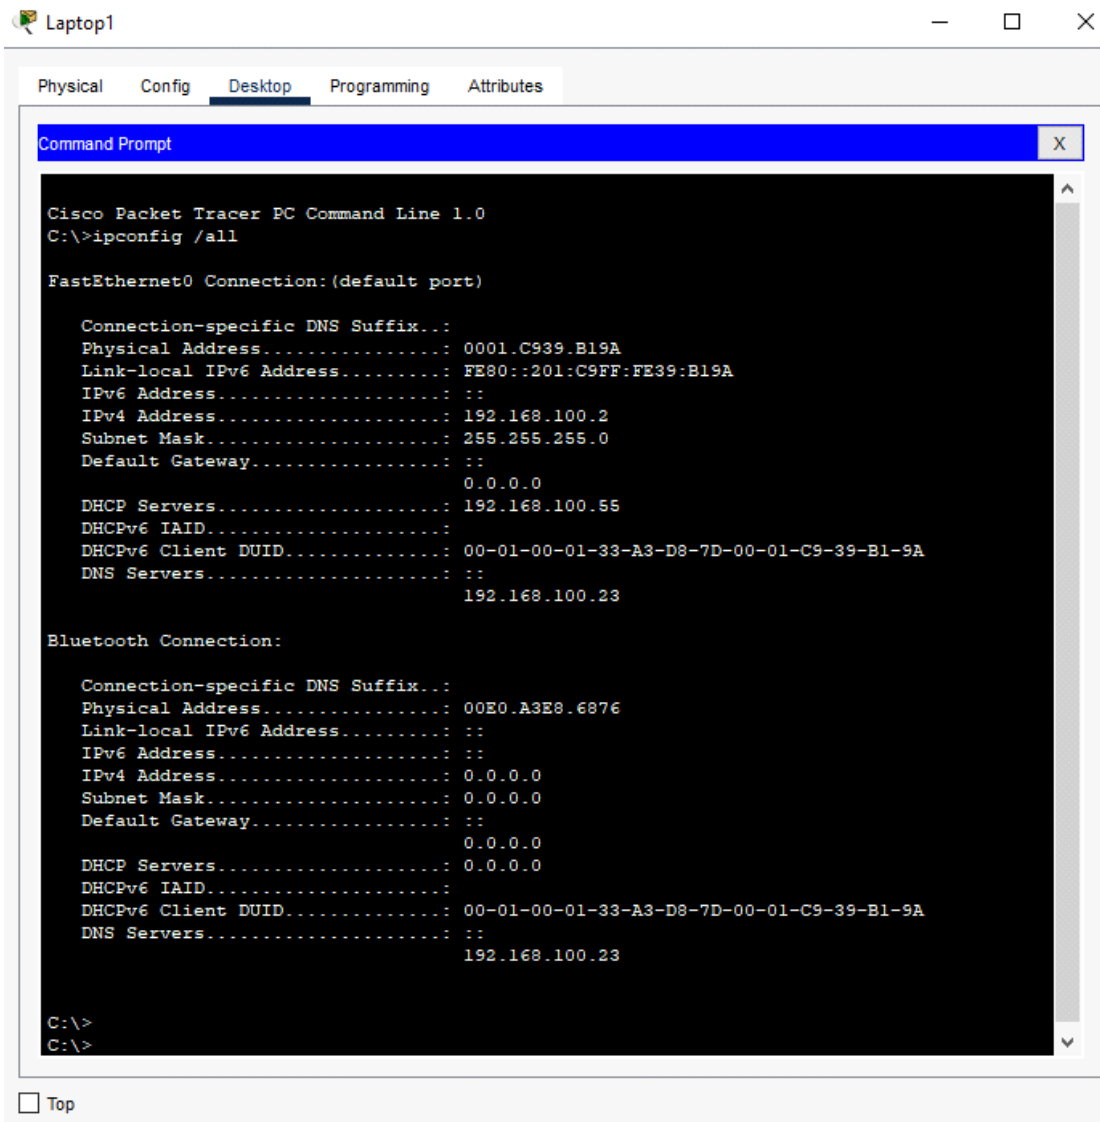 Laptop1
Physical Config Desktop Programming Attributes
Command Prompt X
Cisco Packet Tracer PC Command Line 1.0
C:\>ipconfig /all
FastEthernet0 Connection:(default port)
Connection-specific DNS Suffix..:
Physical Address................: 0001.C939.B19A
Link-local IPv6 Address.........: FE80::201:C9FF:FE39:B19A
IPv6 Address....................: ::
IPv4 Address....................: 192.168.100.2
Subnet Mask.....................: 255.255.255.0
Default Gateway.................: ::
0.0.0.0
DHCP Servers....................: 192.168.100.55
DHCPv6 IAID.....................:
DHCPv6 Client DUID..............: 00-01-00-01-33-A3-D8-7D-00-01-C9-39-B1-9A
DNS Servers.....................: ::
192.168.100.23
Bluetooth Connection:
Connection-specific DNS Suffix..:
Physical Address................: 00E0.A3E8.6876
Link-local IPv6 Address.........: ::
IPv6 Address....................: ::
IPv4 Address....................: 0.0.0.0
Subnet Mask.....................: 0.0.0.0
Default Gateway.................: ::
0.0.0.0
DHCP Servers....................: 0.0.0.0
DHCPv6 IAID.....................:
DHCPv6 Client DUID..............: 00-01-00-01-33-A3-D8-7D-00-01-C9-39-B1-9A
DNS Servers.....................: ::
192.168.100.23
C:\>
C:\>
Top